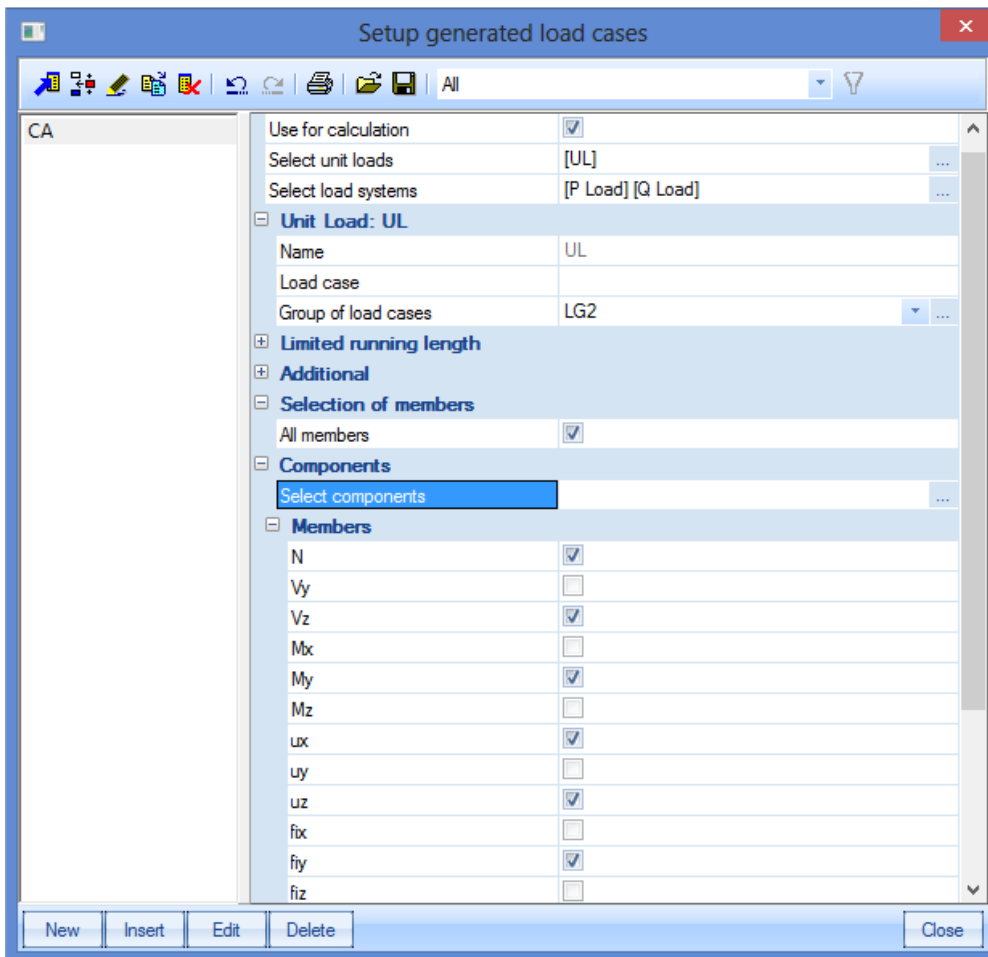 Setup generated load cases
All
CA
Use for calculation
Select unit loads [UL] ...
Select load systems [P Load] [Q Load] ...
Unit Load: UL
Name UL
Load case
Group of load cases LG2 ...
Limited running length
Additional
Selection of members
All members
Components
Select components ...
Members
N
Vy
Vz
Mx
My
Mz
ux
uy
uz
fix
fiy
fiz
New Insert Edit Delete Close